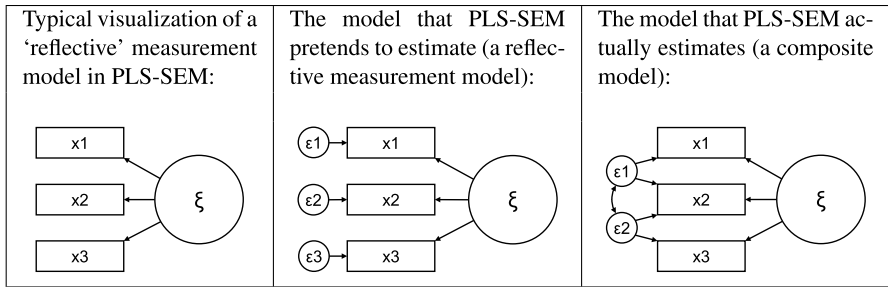 Typical visualization of a
‘reflective’ measurement
model in PLS-SEM:
x1
x2
x3
ξ
The model that PLS-SEM
pretends to estimate (a reflec-
tive measurement model):
ε1
x1
ε2
x2
ε3
x3
ξ
The model that PLS-SEM ac-
tually estimates (a composite
model):
x1
ε1
x2
ε2
x3
ξ